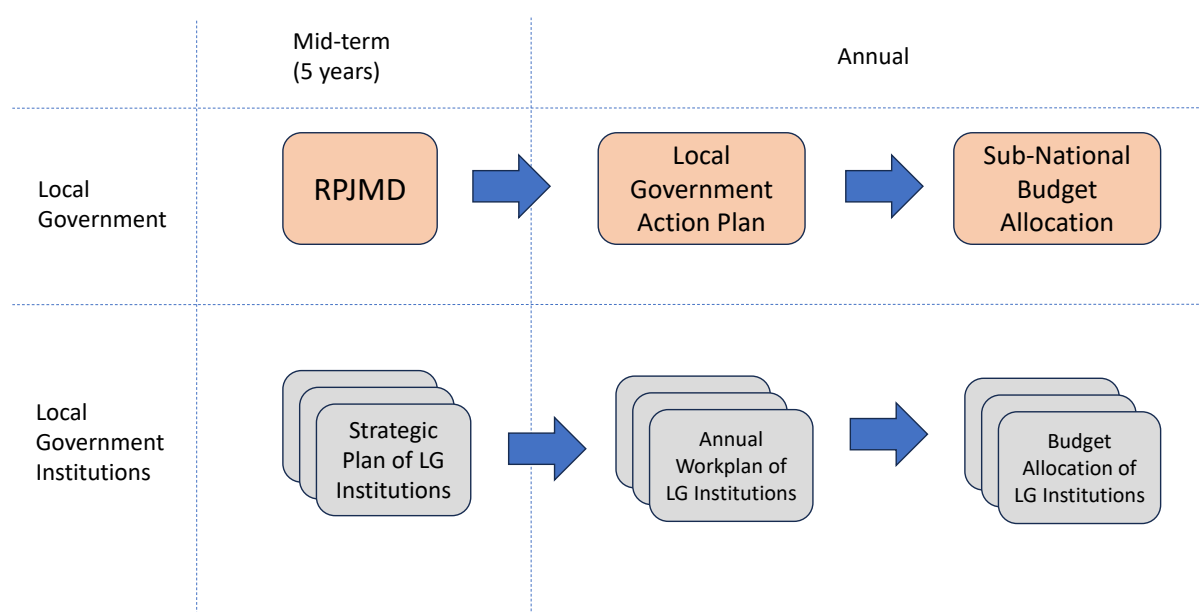 Mid-term
(5 years)
Annual
Local
Government
RPJMD
Local
Government
Action Plan
Sub-National
Budget
Allocation
Local
Government
Institutions
Strategic
Plan of LG
Institutions
Annual
Workplan of
LG Institutions
Budget
Allocation of
LG Institutions